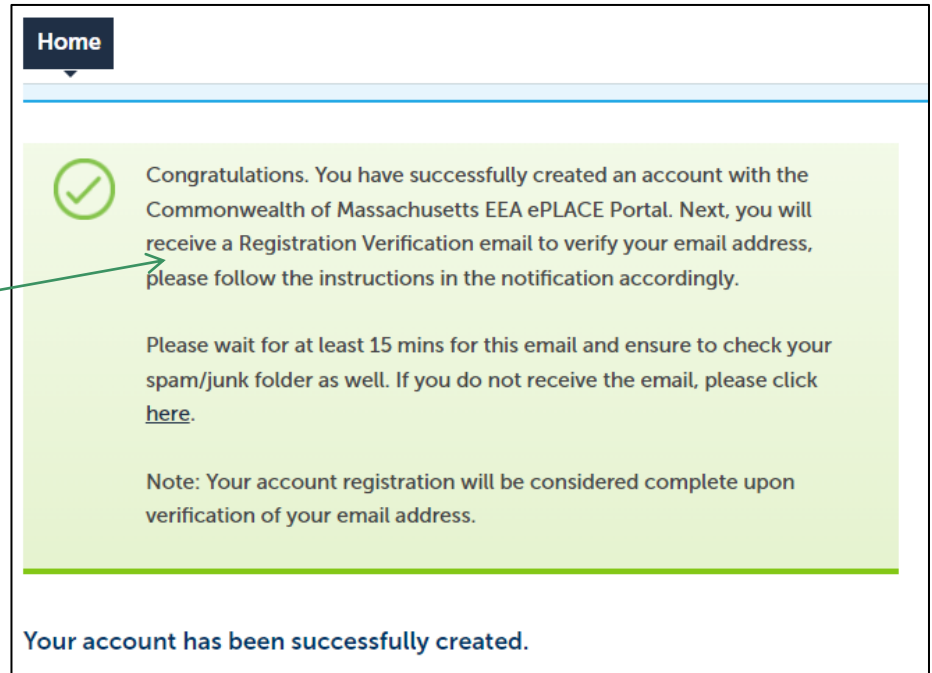 Home
Congratulations. You have successfully created an account with the
Commonwealth of Massachusetts EEA ePLACE Portal. Next, you will
receive a Registration Verification email to verify your email address,
please follow the instructions in the notification accordingly.
Please wait for at least 15 mins for this email and ensure to check your
spam/junk folder as well. If you do not receive the email, please click
here.
Note: Your account registration will be considered complete upon
verification of your email address.
Your account has been successfully created.